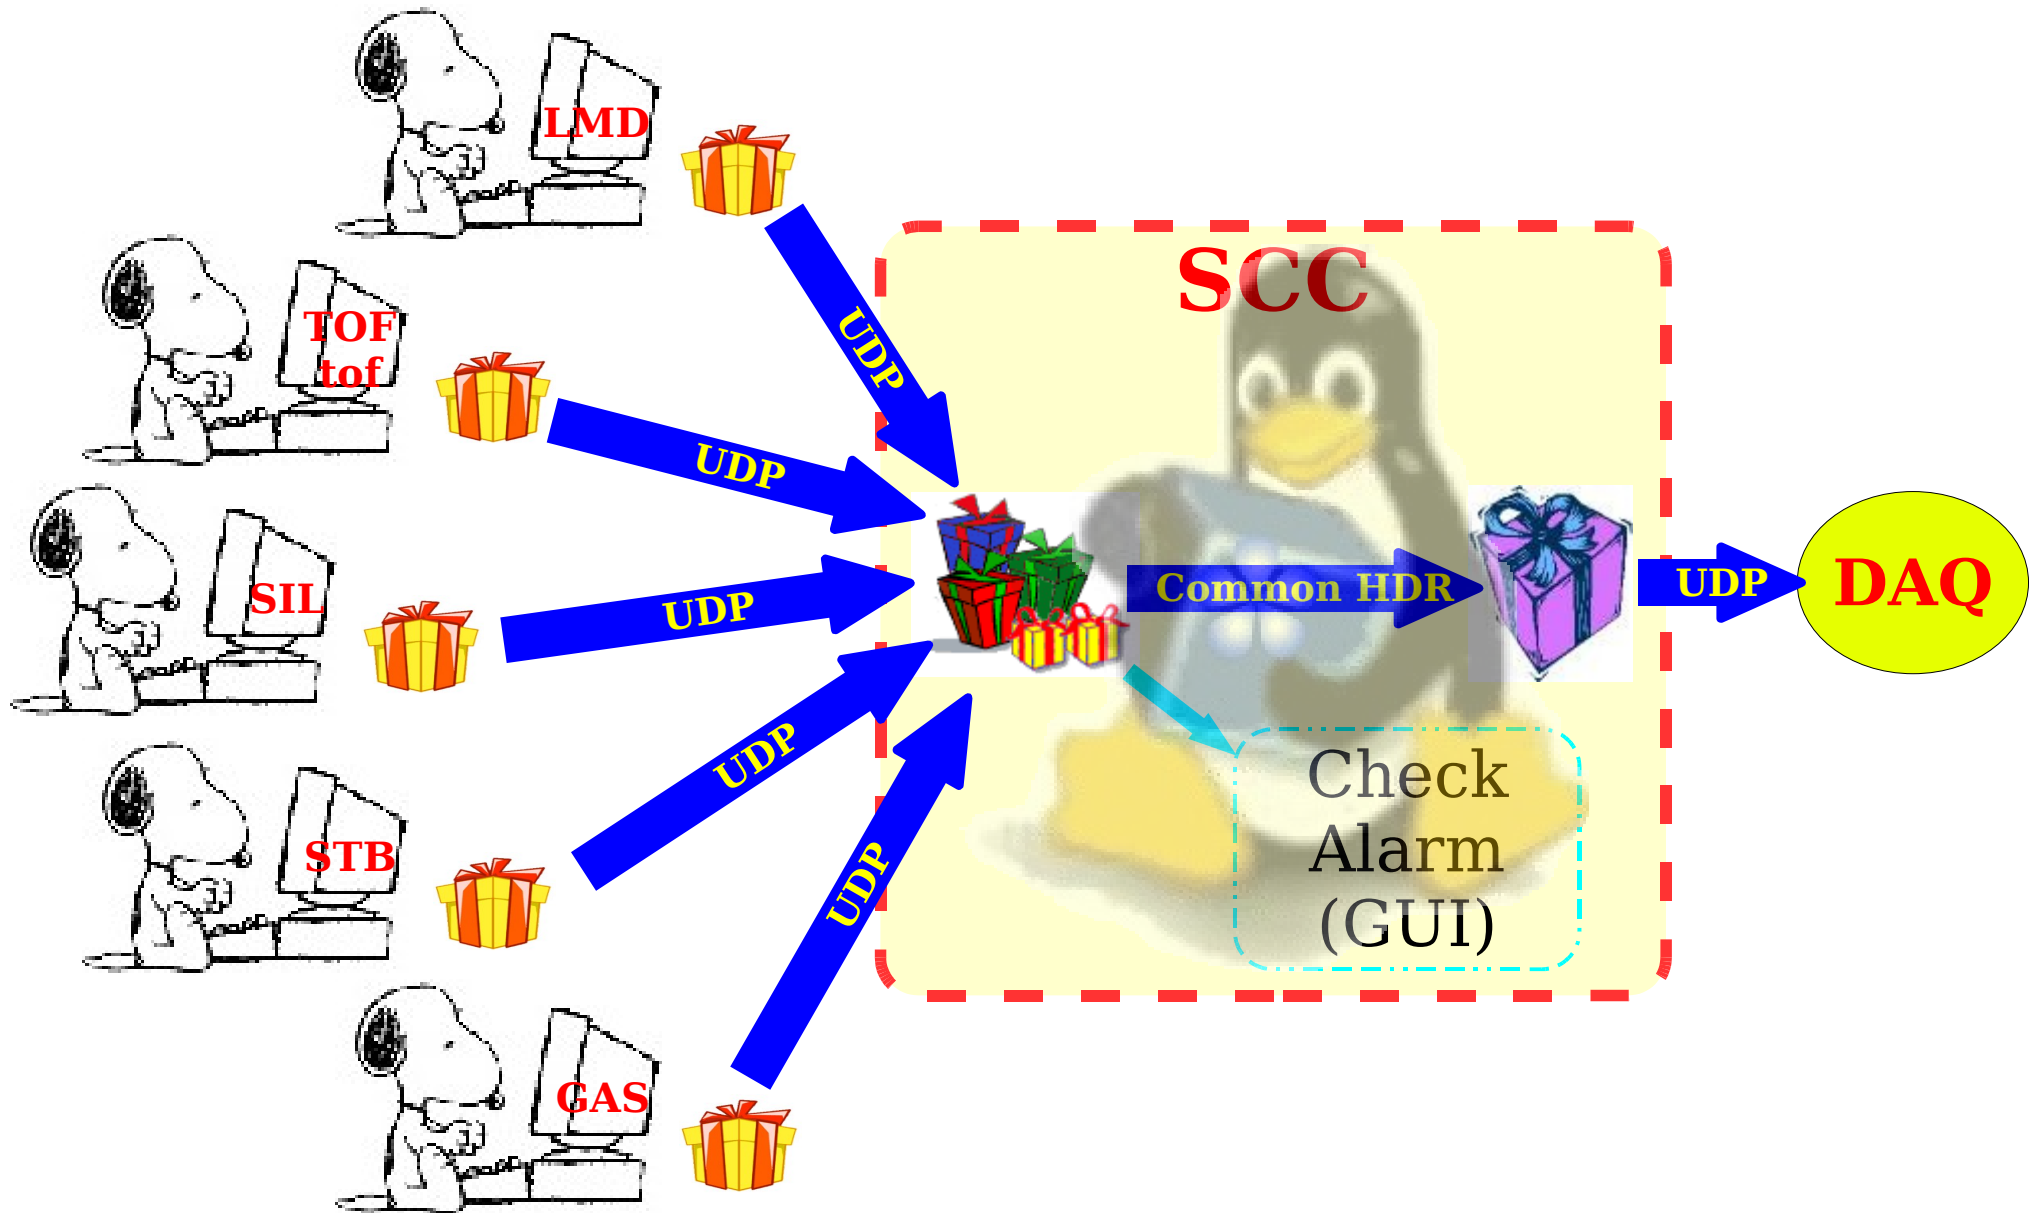 LMD
UDP
TOF
tof
UDP
SIL
UDP
STB
UDP
GAS
UDP
SCC
Common HDR
Check
Alarm
(GUI)
UDP
DAQ